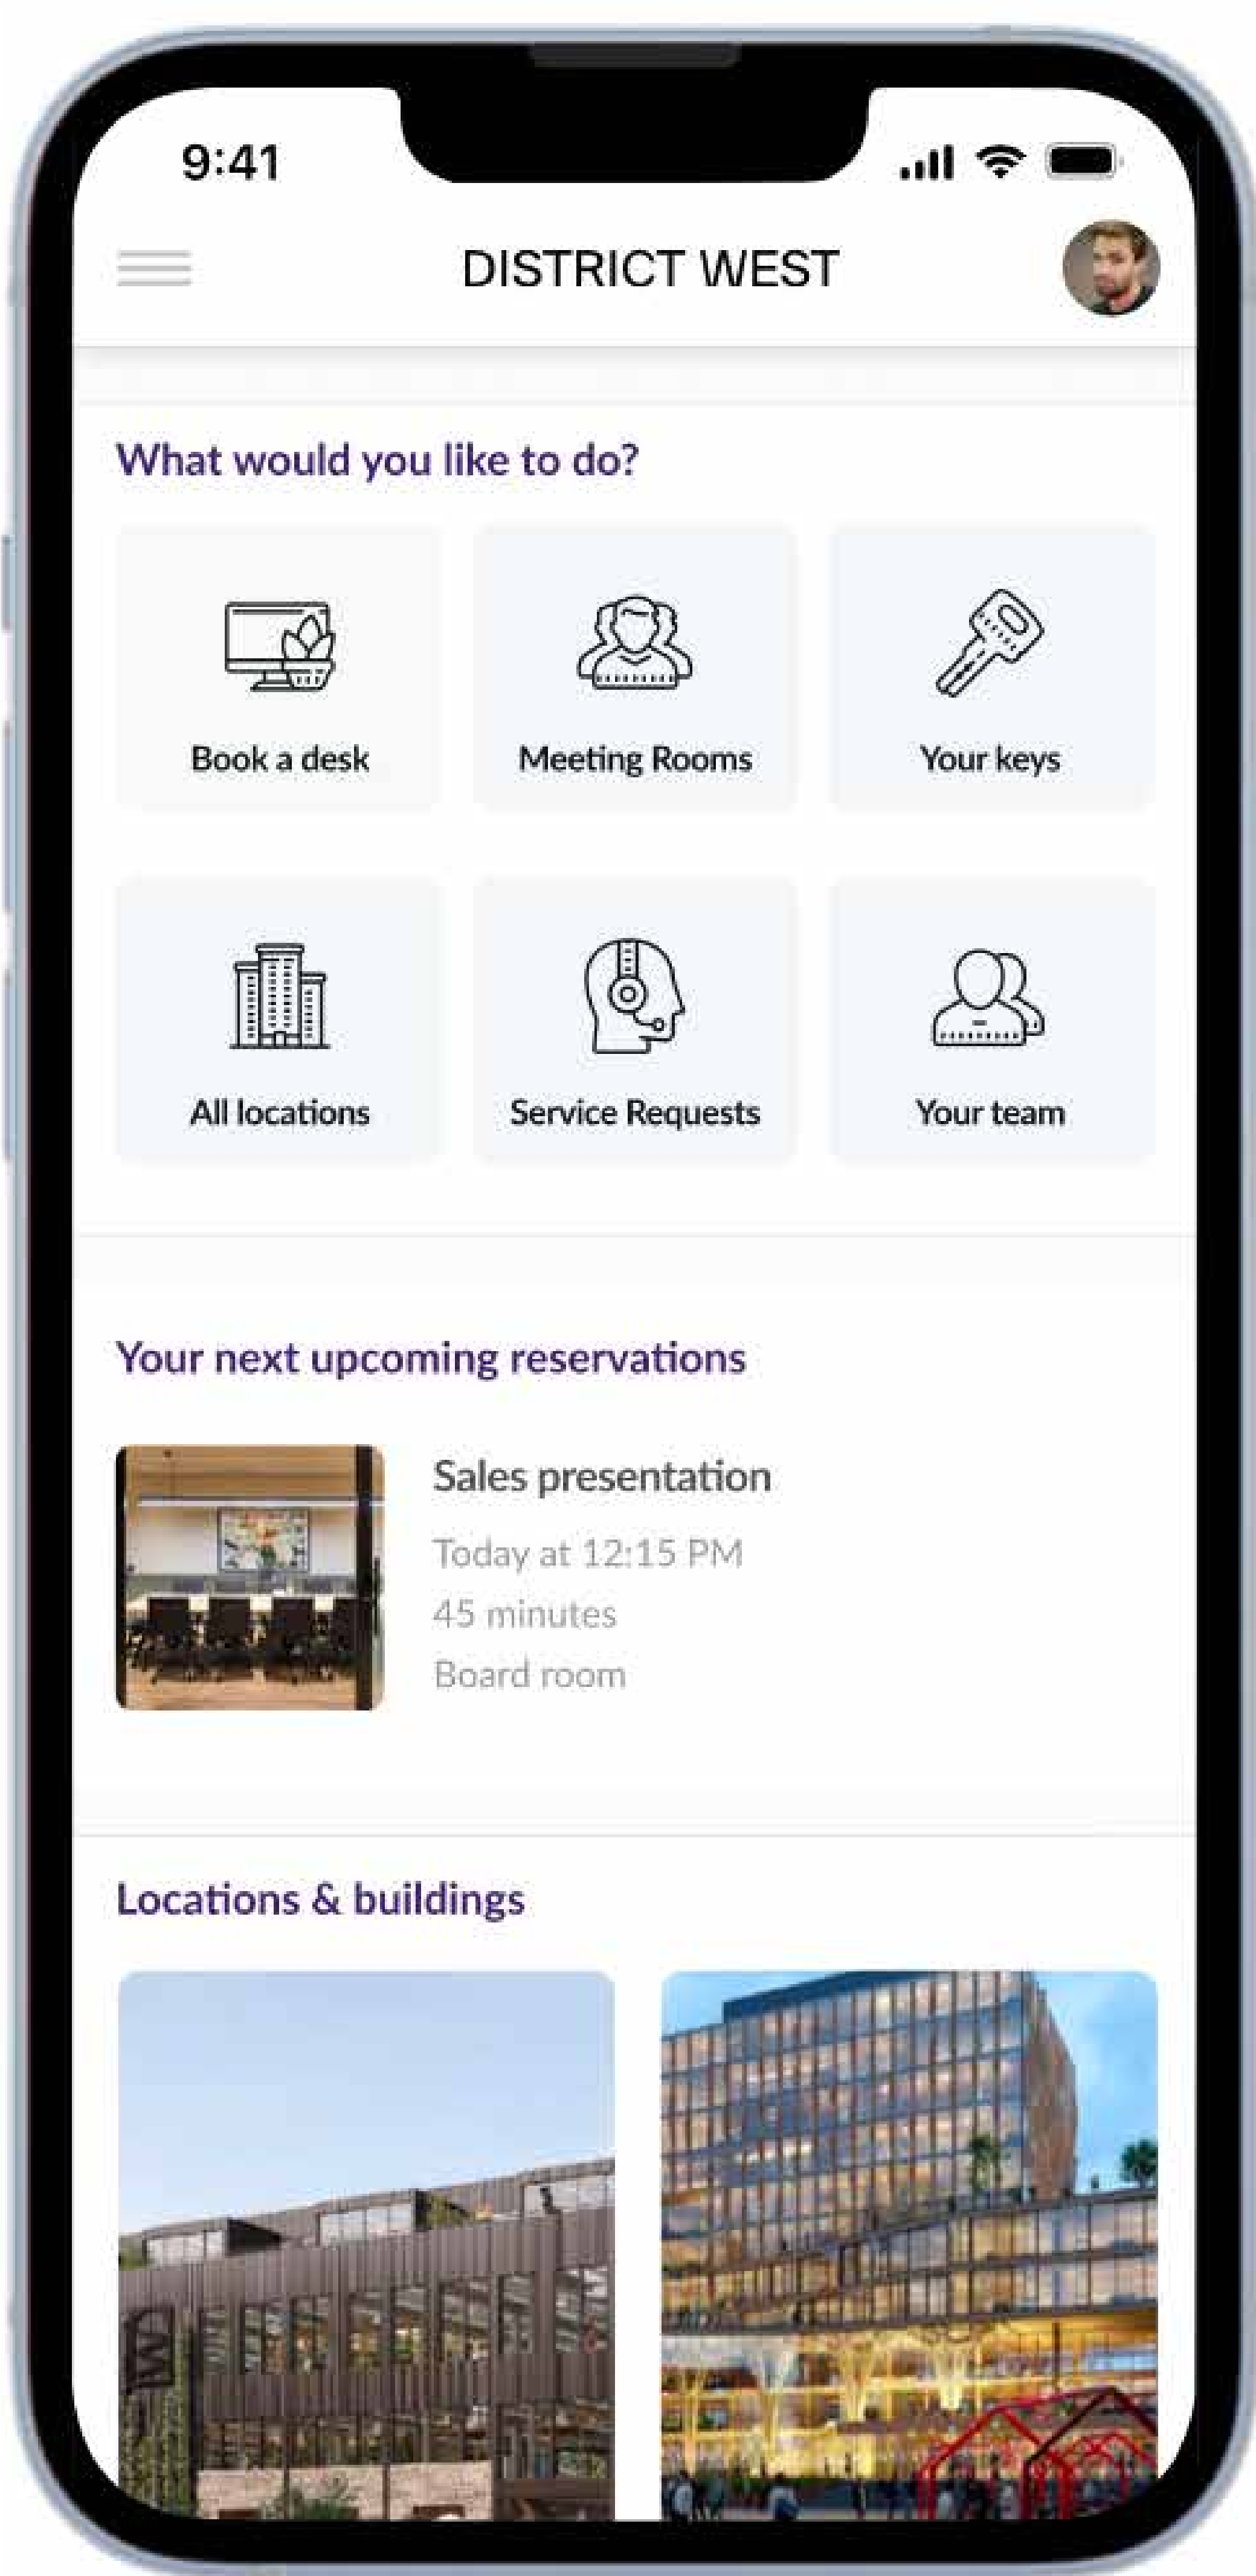 9:41
DISTRICT WEST
What would you like to do?
Book a desk
Meeting Rooms
Your keys
All locations
Service Requests
Your team
Your next upcoming reservations
Sales presentation
Today at 12:15 PM
45 minutes
Board room
Locations & buildings